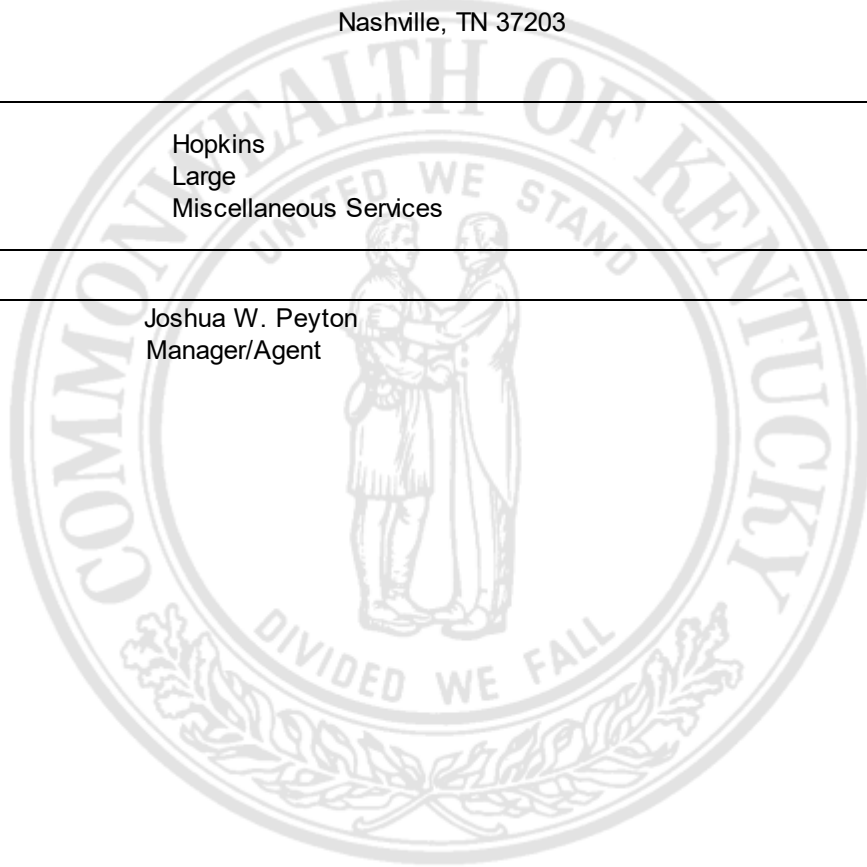 Nashville, TN 37203
Hopkins
Large
Miscellaneous Services
Joshua W. Peyton
Manager/Agent
COMMONWEALTH OF KENTUCKY
UNITED WE STAND
DIVIDED WE FALL